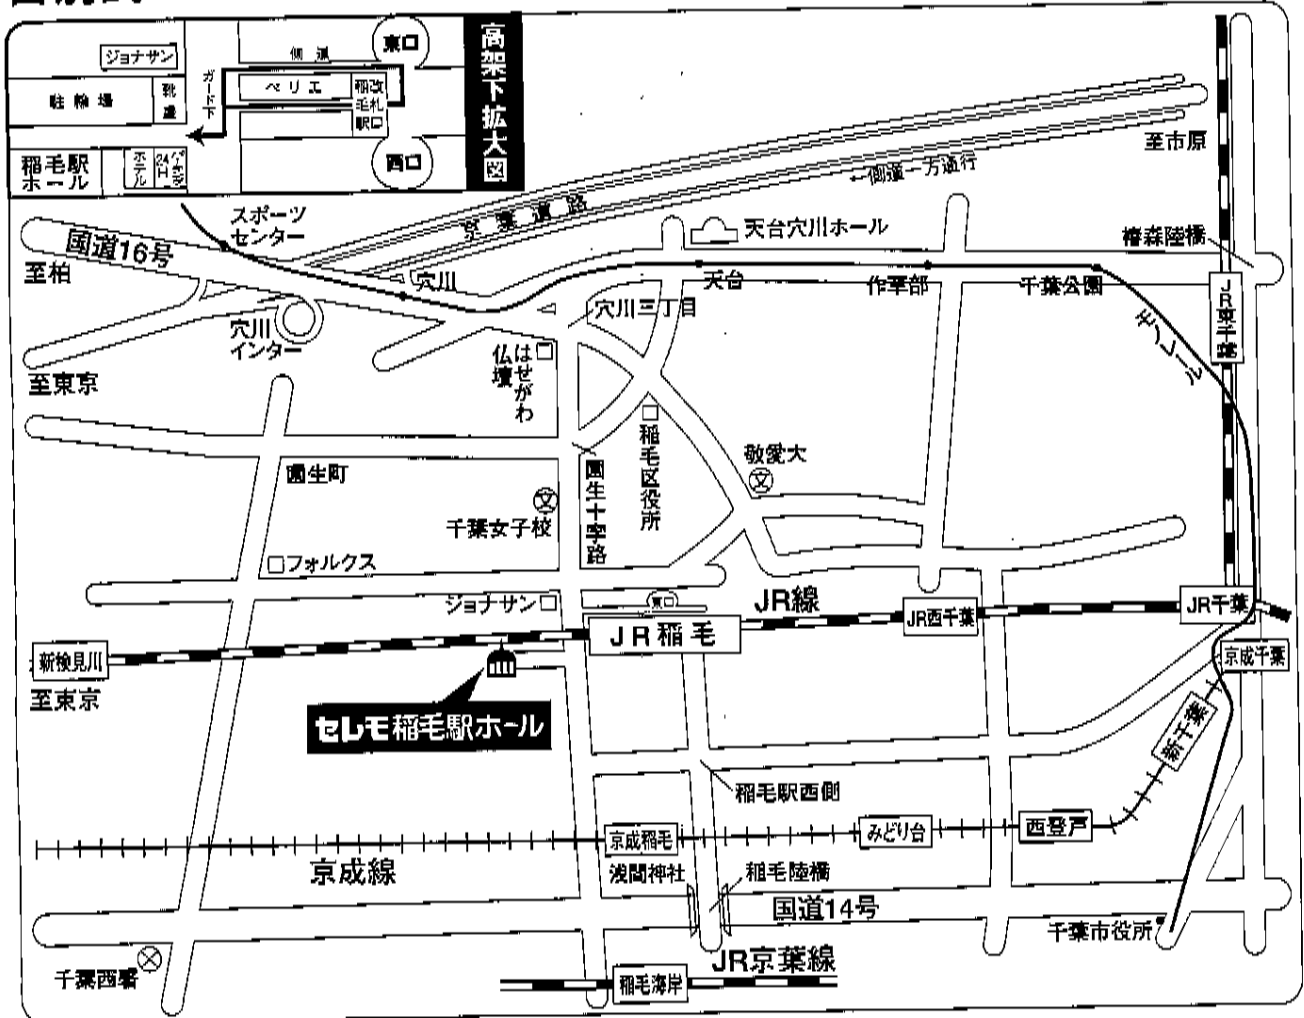 ジョナサン
駐輪場
靴屋
ガード下
側道
ペリエ
稲毛駅
改札口
東口
西口
稲毛駅
ホール
ホテル
24H
高架下拡大図
スポーツ
センター
国道16号
至柏
京葉道路
←側道一方通行
至市原
天台穴川ホール
椿森陸橋
穴川
天台
作草部
千葉公園
JR東千葉
モノレール
穴川三丁目
穴川
インター
至東京
はせがわ
仏壇
園生町
稲毛区役所
敬愛大
園生十字路
千葉女子校
フォルクス
ジョナサン
東口
JR線
JR稲毛
JR西千葉
JR千葉
京成千葉
新検見川
至東京
セレモ稲毛駅ホール
稲毛駅西側
京成稲毛
みどり台
西登戸
京成線
浅間神社
稲毛陸橋
国道14号
千葉市役所
千葉西署
JR京葉線
稲毛海岸